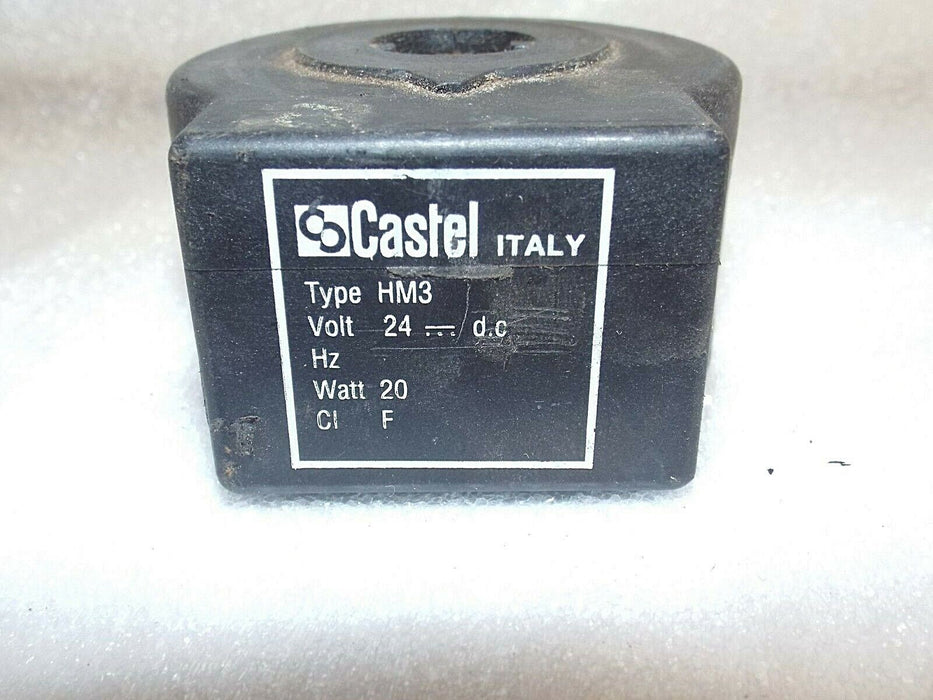 Castel ITALY
Type HM3
Volt 24 ⎓ d.c
Hz
Watt 20
Cl F